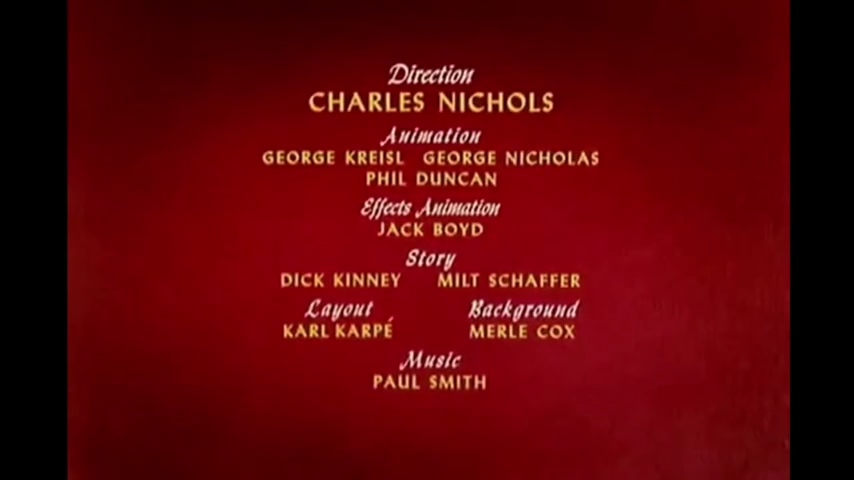 Direction
CHARLES NICHOLS
Animation
GEORGE KREISL GEORGE NICHOLAS
PHIL DUNCAN
Effects Animation
JACK BOYD
Story
DICK KINNEY MILT SCHAFFER
Layout Background
KARL KARPÉ MERLE COX
Music
PAUL SMITH